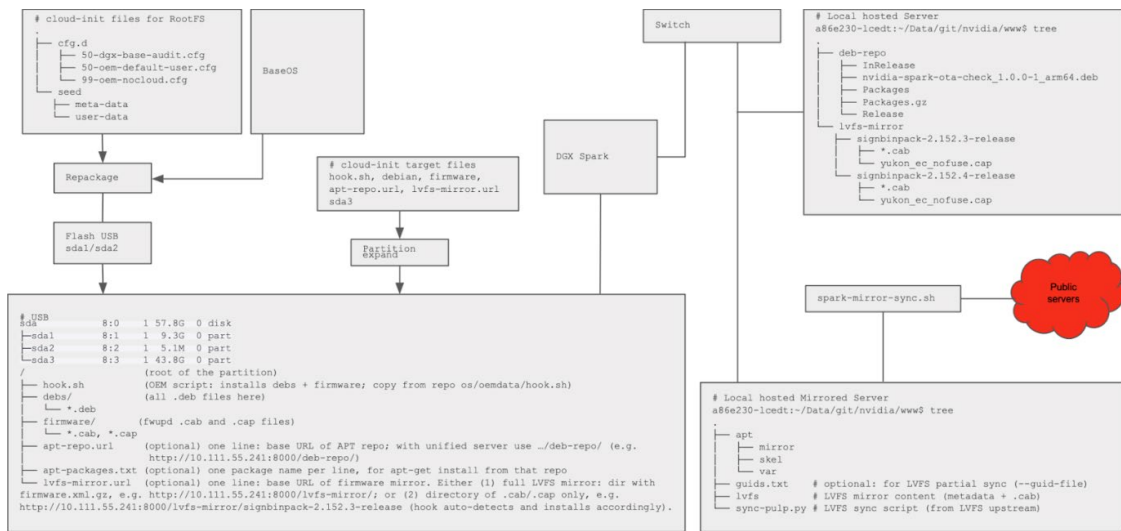 # cloud-init files for RootFS
.
├── cfg.d
│   ├── 50-dgx-base-audit.cfg
│   ├── 50-oem-default-user.cfg
│   └── 99-oem-nocloud.cfg
└── seed
    ├── meta-data
    └── user-data
BaseOS
Repackage
Flash USB
sda1/sda2
# cloud-init target files
hook.sh, debian, firmware,
apt-repo.url, lvfs-mirror.url
sda3
Partition
expand
Switch
DGX Spark
# Local hosted Server
a86e230-lcedt:~/Data/git/nvidia/www$ tree
.
├── deb-repo
│   ├── InRelease
│   ├── nvidia-spark-ota-check_1.0.0-1_arm64.deb
│   ├── Packages
│   ├── Packages.gz
│   └── Release
└── lvfs-mirror
    ├── signbinpack-2.152.3-release
    │   ├── *.cab
    │   └── yukon_ec_nofuse.cap
    └── signbinpack-2.152.4-release
        ├── *.cab
        └── yukon_ec_nofuse.cap
spark-mirror-sync.sh
Public
servers
# USB
sda         8:0    1 57.8G  0 disk
├─sda1      8:1    1  9.3G  0 part
├─sda2      8:2    1  5.1M  0 part
└─sda3      8:3    1 43.8G  0 part
/                (root of the partition)
├── hook.sh          (OEM script: installs debs + firmware; copy from repo os/oemdata/hook.sh)
├── debs/            (all .deb files here)
│   └── *.deb
├── firmware/       (fwupd .cab and .cap files)
│   └── *.cab, *.cap
├── apt-repo.url     (optional) one line: base URL of APT repo; with unified server use …/deb-repo/ (e.g.
│                     http://10.111.55.241:8000/deb-repo/)
├── apt-packages.txt (optional) one package name per line, for apt-get install from that repo
└── lvfs-mirror.url  (optional) one line: base URL of firmware mirror. Either (1) full LVFS mirror: dir with
firmware.xml.gz, e.g. http://10.111.55.241:8000/lvfs-mirror/; or (2) directory of .cab/.cap only, e.g.
http://10.111.55.241:8000/lvfs-mirror/signbinpack-2.152.3-release (hook auto-detects and installs accordingly).
# Local hosted Mirrored Server
a86e230-lcedt:~/Data/git/nvidia/www$ tree
.
├── apt
│   ├── mirror
│   ├── skel
│   └── var
├── guids.txt    # optional: for LVFS partial sync (--guid-file)
├── lvfs         # LVFS mirror content (metadata + .cab)
└── sync-pulp.py # LVFS sync script (from LVFS upstream)